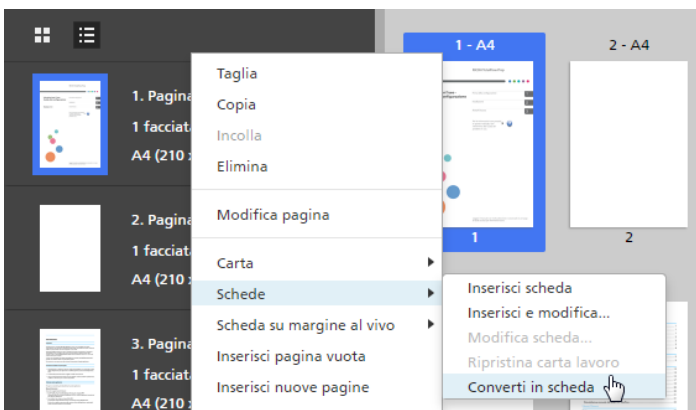 1 - A4
2 - A4
1. Pagina
1 facciat
A4 (210 x
2. Pagina
1 facciat
A4 (210 x
3. Pagina
1 facciat
A4 (210 x
Taglia
Copia
Incolla
Elimina
Modifica pagina
Carta
Schede
Scheda su margine al vivo
Inserisci pagina vuota
Inserisci nuove pagine
Inserisci scheda
Inserisci e modifica...
Modifica scheda...
Ripristina carta lavoro
Converti in scheda
1
2